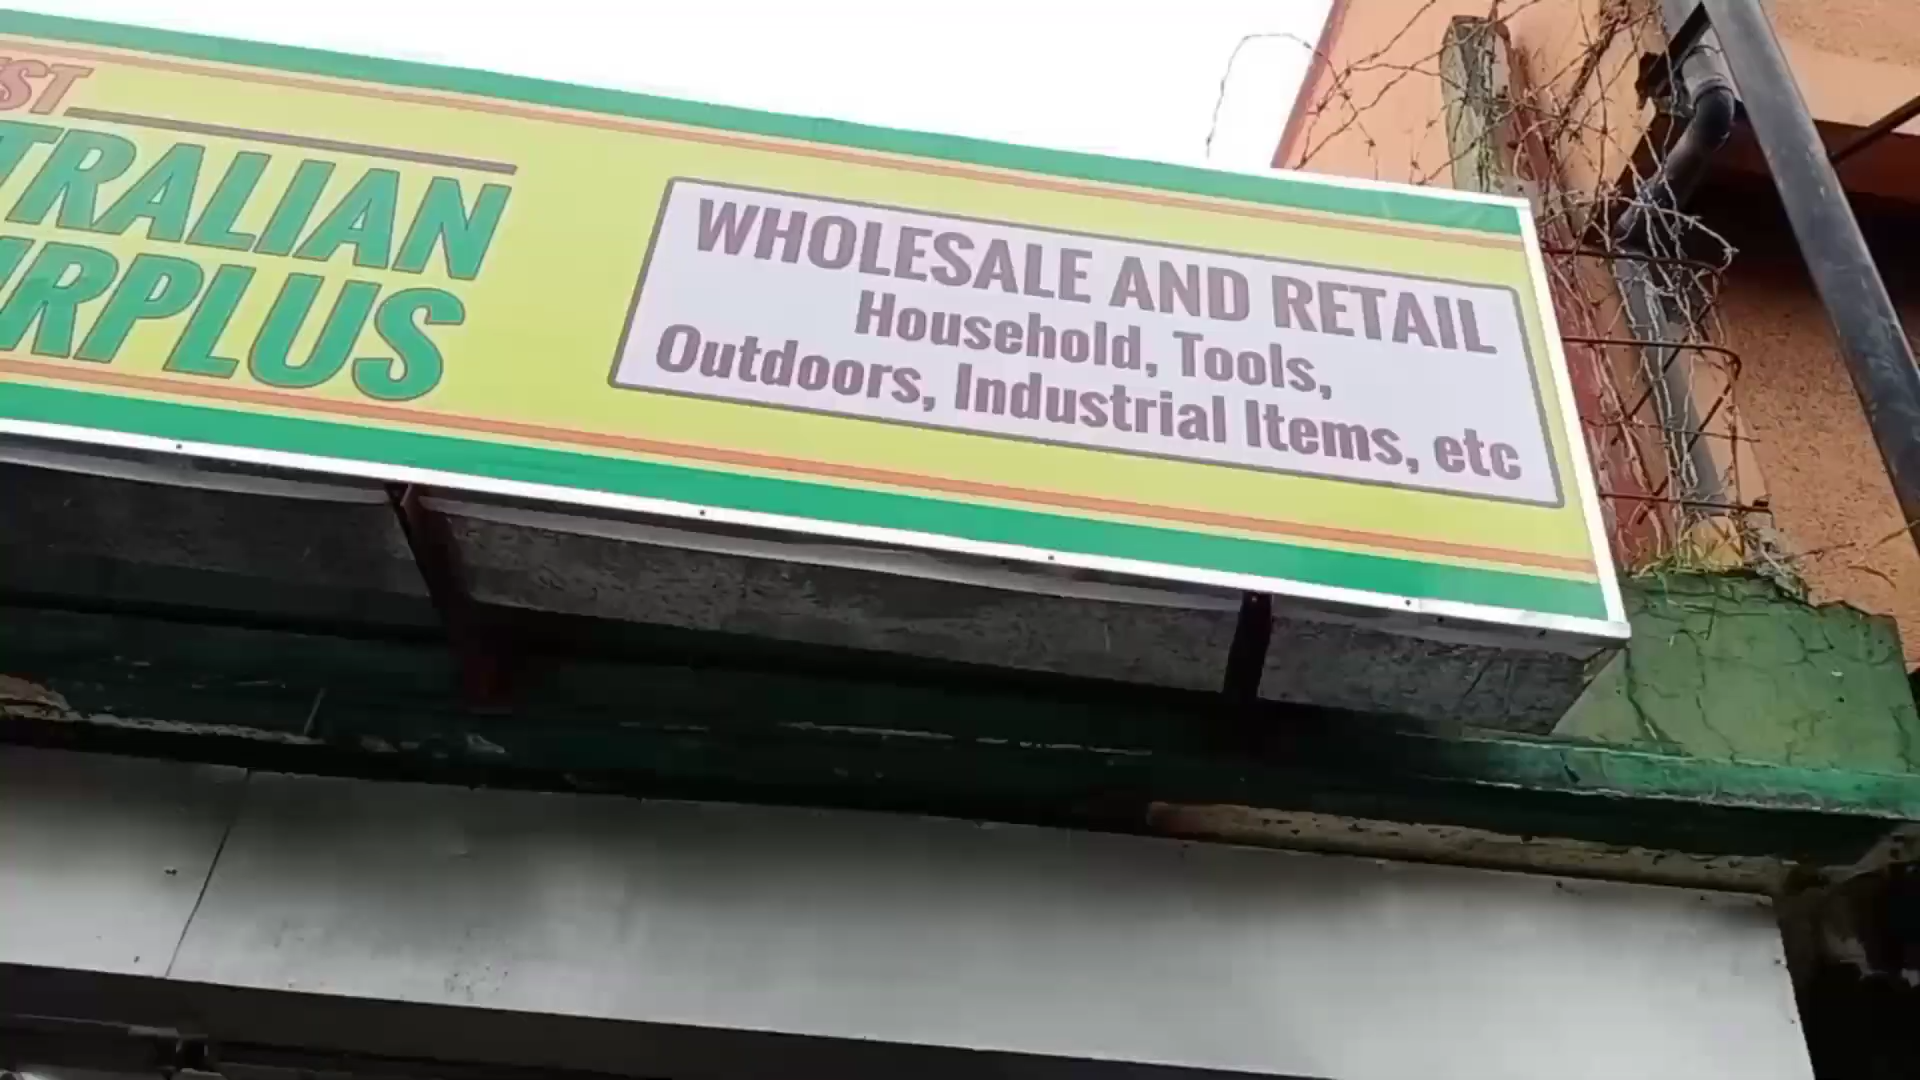 TRALIAN
RPLUS
WHOLESALE AND RETAIL
Household, Tools,
Outdoors, Industrial Items, etc